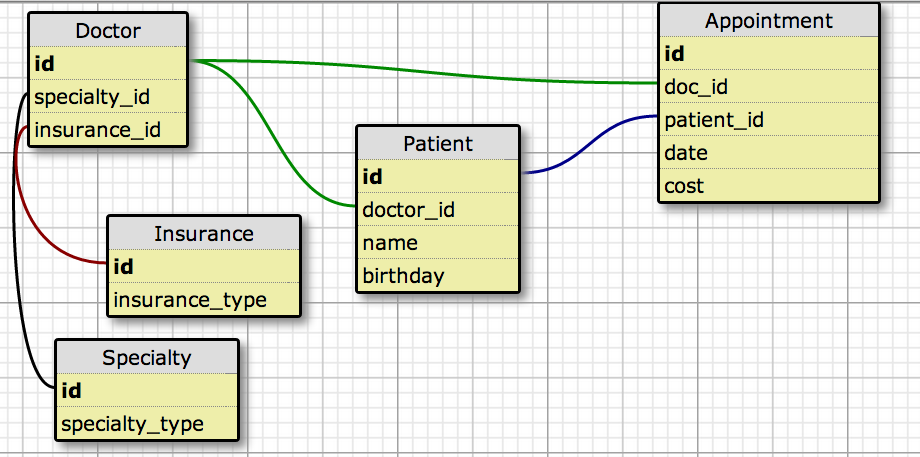 Doctor
id
specialty_id
insurance_id
Appointment
id
doc_id
patient_id
date
cost
Patient
id
doctor_id
name
birthday
Insurance
id
insurance_type
Specialty
id
specialty_type